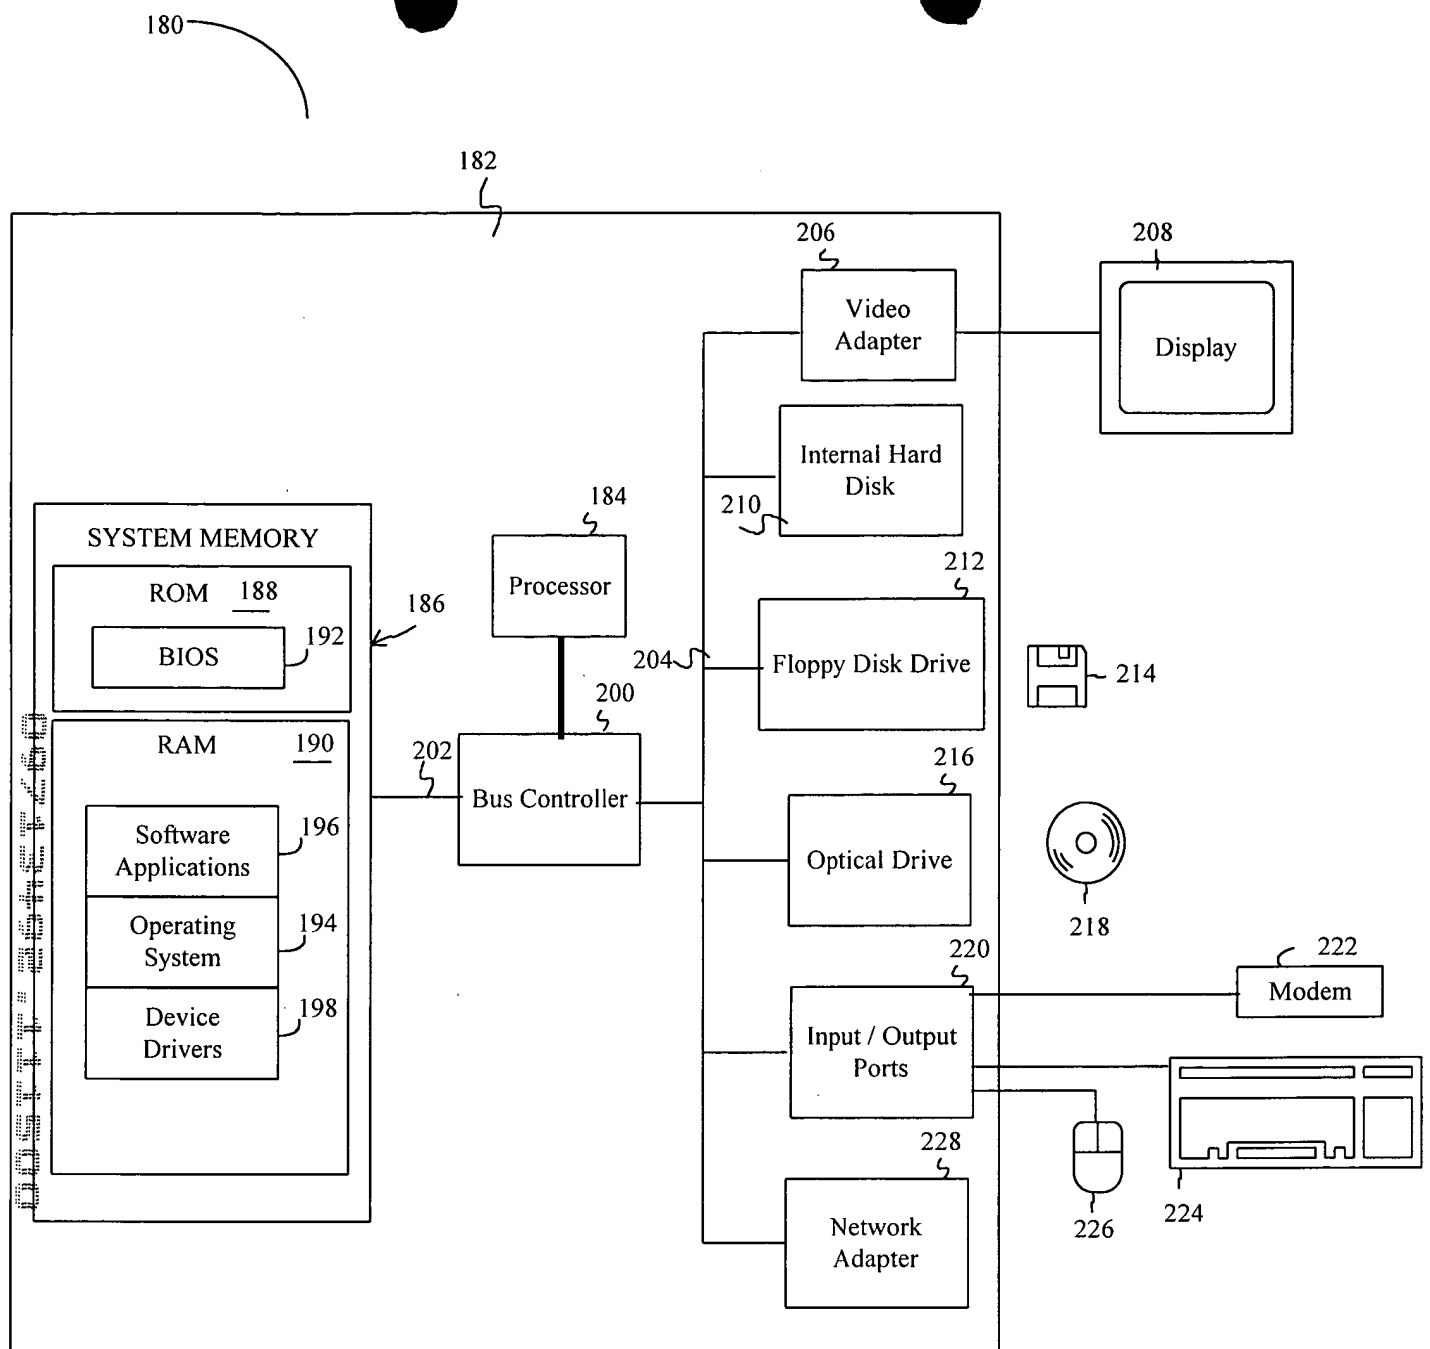 180
182
206
208
Video
Adapter
Display
Internal Hard
Disk
210
184
SYSTEM MEMORY
ROM 188
BIOS
192
186
Processor
212
204
Floppy Disk Drive
214
200
RAM 190
202
Bus Controller
216
Software
Applications
196
Optical Drive
218
Operating
System
194
220
222
Modem
Device
Drivers
198
Input / Output
Ports
228
226
224
Network
Adapter